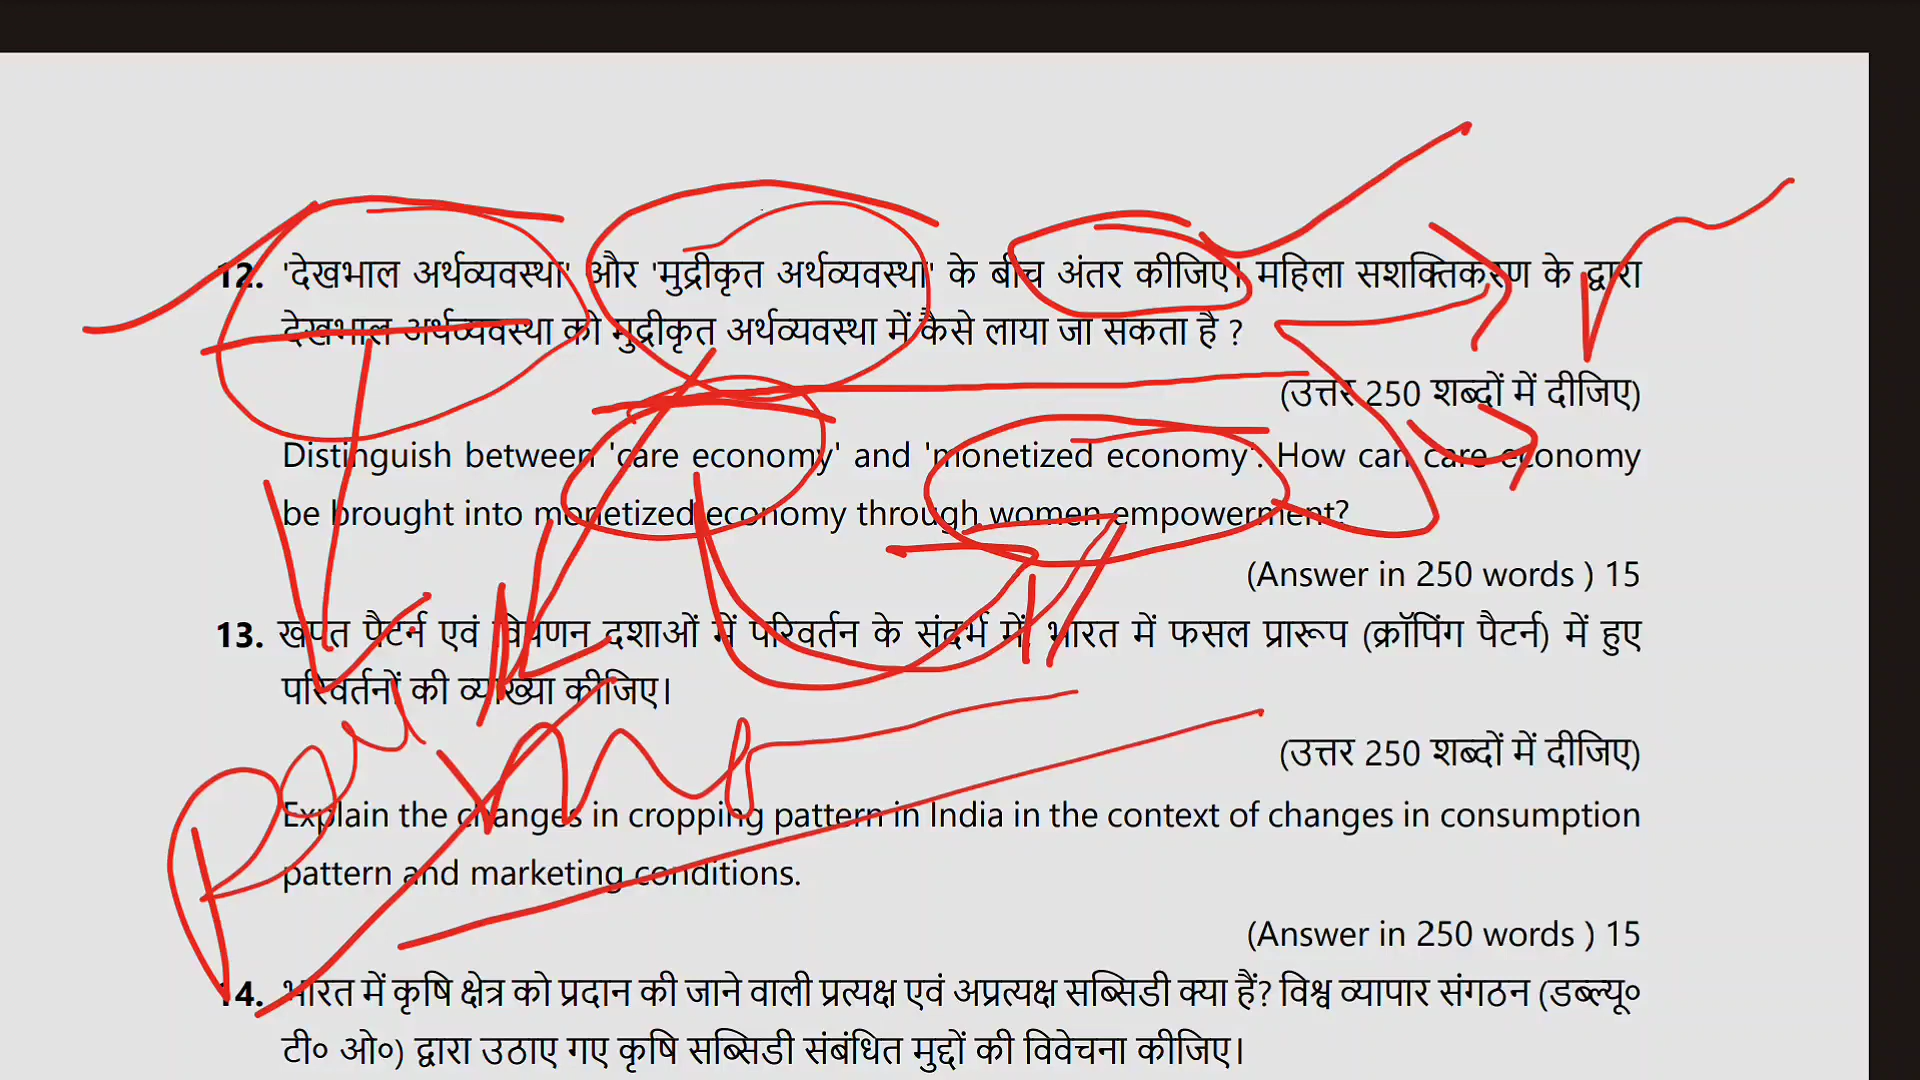 12. 'देखभाल अर्थव्यवस्था' और 'मुद्रीकृत अर्थव्यवस्था' के बीच अंतर कीजिए। महिला सशक्तिकरण के द्वारा
देखभाल अर्थव्यवस्था को मुद्रीकृत अर्थव्यवस्था में कैसे लाया जा सकता है ?
(उत्तर 250 शब्दों में दीजिए)
Distinguish between 'care economy' and 'monetized economy'. How can care economy
be brought into monetized economy through women empowerment?
(Answer in 250 words ) 15
13. खपत पैटर्न एवं विपणन दशाओं में परिवर्तन के संदर्भ में, भारत में फसल प्रारूप (क्रॉपिंग पैटर्न) में हुए
परिवर्तनों की व्याख्या कीजिए।
(उत्तर 250 शब्दों में दीजिए)
Explain the changes in cropping pattern in India in the context of changes in consumption
pattern and marketing conditions.
(Answer in 250 words ) 15
14. भारत में कृषि क्षेत्र को प्रदान की जाने वाली प्रत्यक्ष एवं अप्रत्यक्ष सब्सिडी क्या हैं? विश्व व्यापार संगठन (डब्ल्यू०
टी० ओ०) द्वारा उठाए गए कृषि सब्सिडी संबंधित मुद्दों की विवेचना कीजिए।